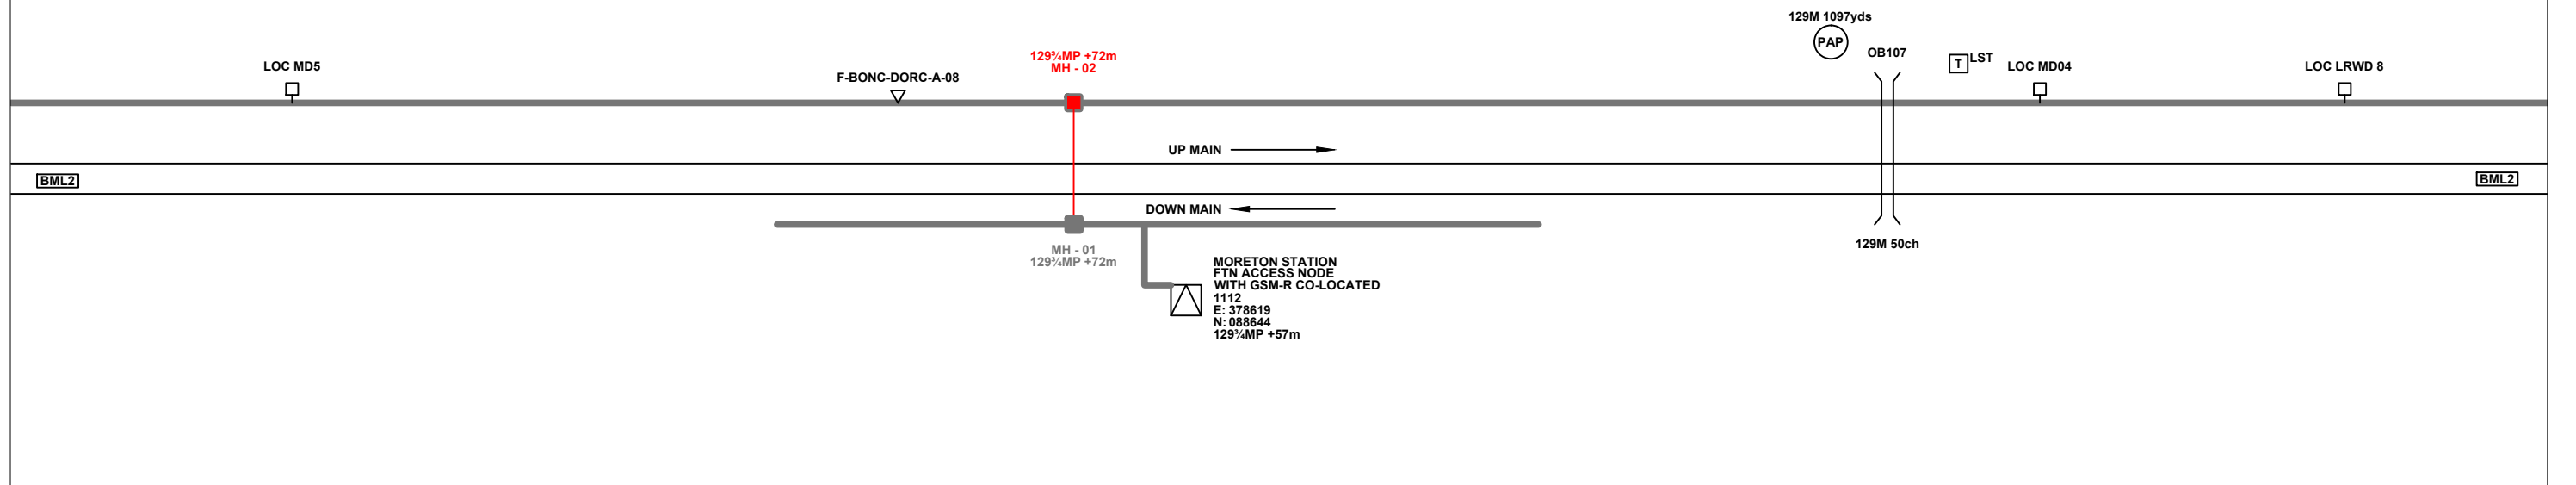 129M 1097yds
PAP
OB107
T
LST
129¾MP +72m
MH - 02
LOC MD5
F-BONC-DORC-A-08
LOC MD04
LOC LRWD 8
UP MAIN
BML2
BML2
DOWN MAIN
MH - 01
129¾MP +72m
129M 50ch
MORETON STATION
FTN ACCESS NODE
WITH GSM-R CO-LOCATED
1112
E: 378619
N: 088644
129¾MP +57m